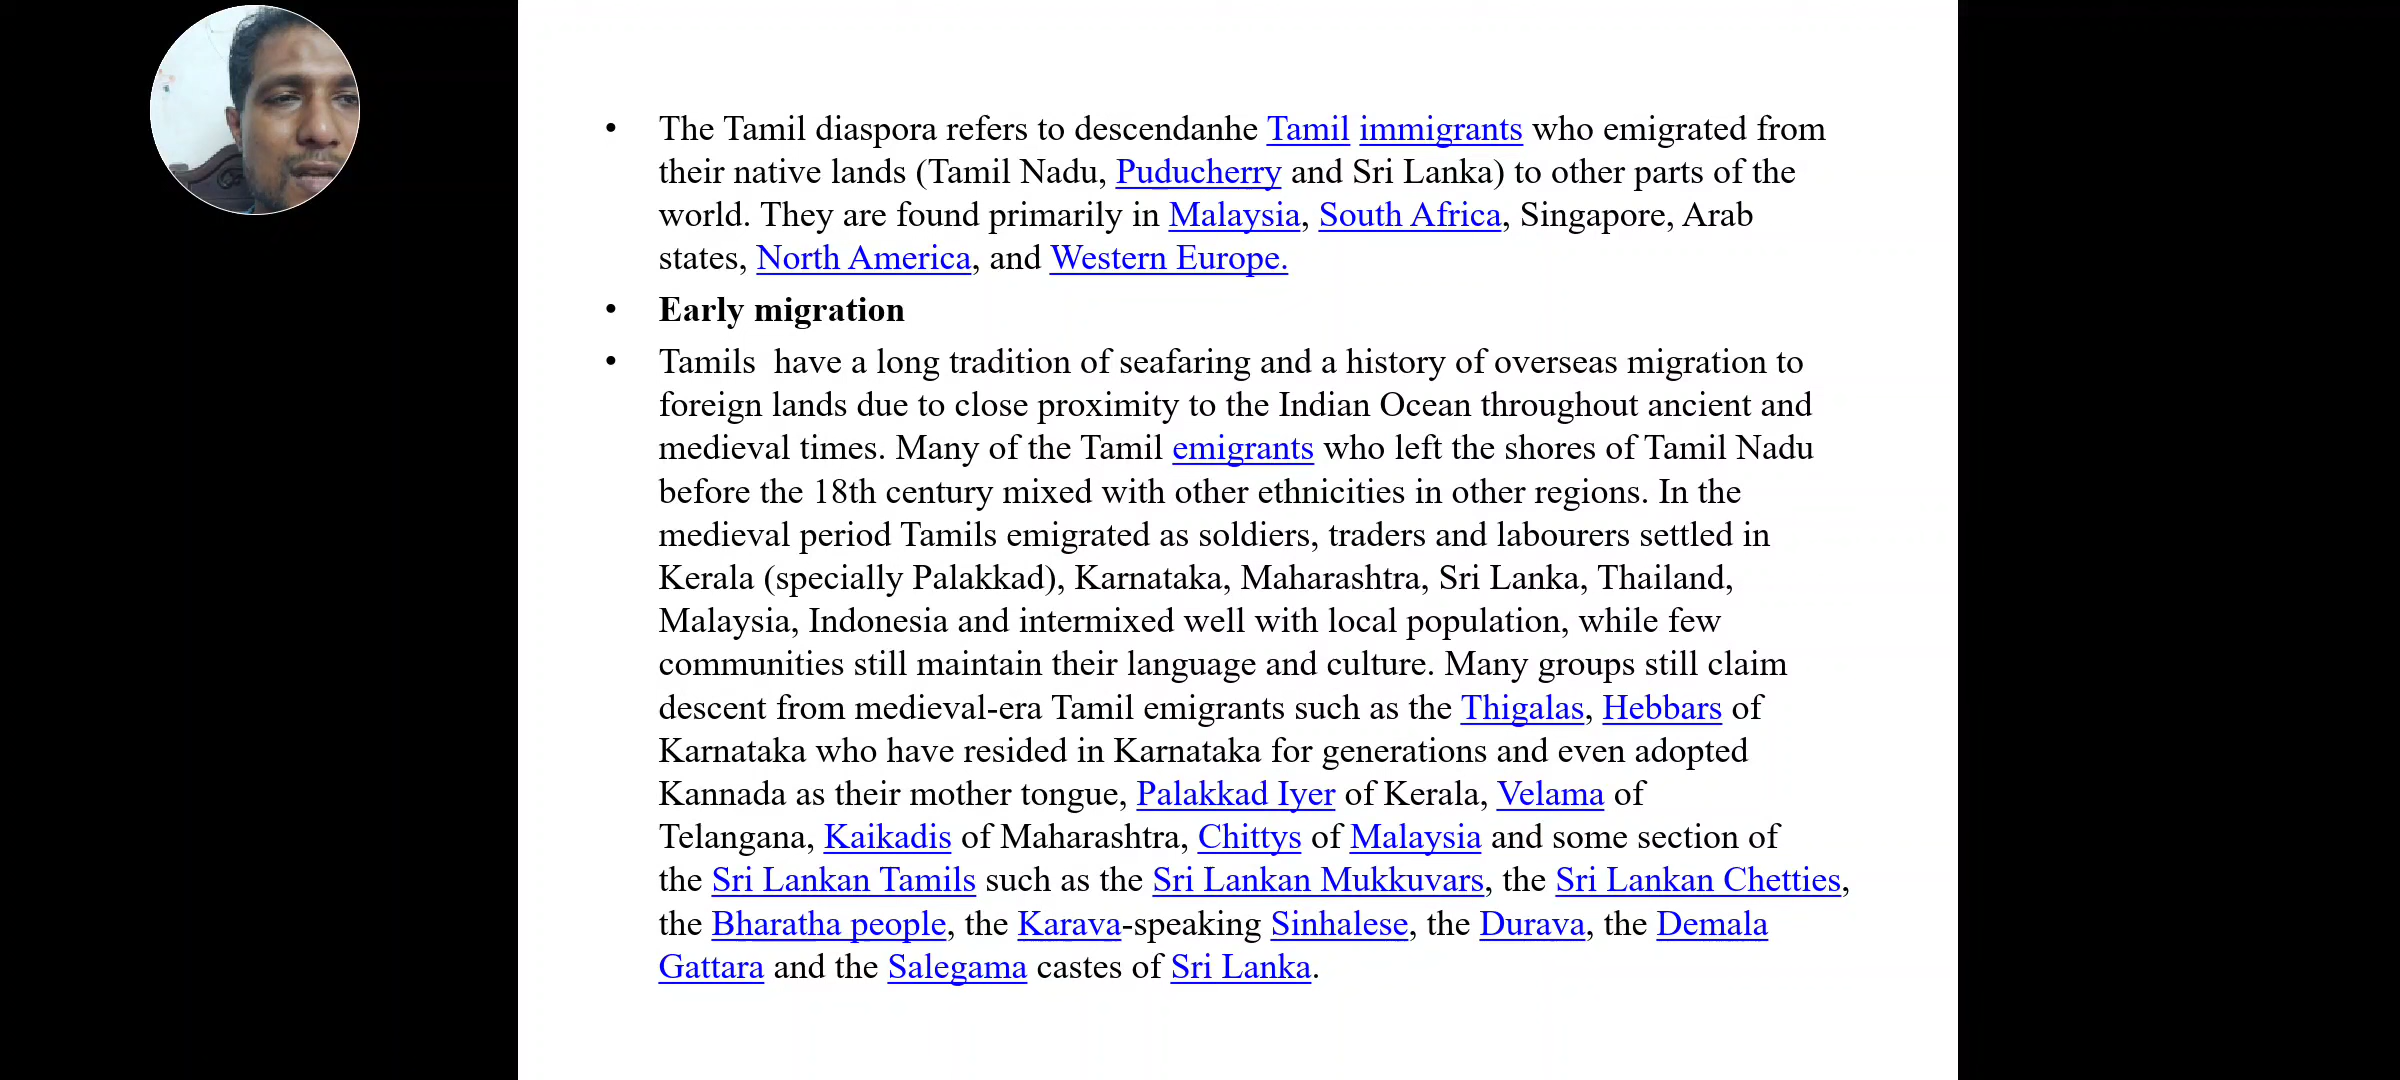 • The Tamil diaspora refers to descendanhe Tamil immigrants who emigrated from
their native lands (Tamil Nadu, Puducherry and Sri Lanka) to other parts of the
world. They are found primarily in Malaysia, South Africa, Singapore, Arab
states, North America, and Western Europe.
• Early migration
• Tamils have a long tradition of seafaring and a history of overseas migration to
foreign lands due to close proximity to the Indian Ocean throughout ancient and
medieval times. Many of the Tamil emigrants who left the shores of Tamil Nadu
before the 18th century mixed with other ethnicities in other regions. In the
medieval period Tamils emigrated as soldiers, traders and labourers settled in
Kerala (specially Palakkad), Karnataka, Maharashtra, Sri Lanka, Thailand,
Malaysia, Indonesia and intermixed well with local population, while few
communities still maintain their language and culture. Many groups still claim
descent from medieval-era Tamil emigrants such as the Thigalas, Hebbars of
Karnataka who have resided in Karnataka for generations and even adopted
Kannada as their mother tongue, Palakkad Iyer of Kerala, Velama of
Telangana, Kaikadis of Maharashtra, Chittys of Malaysia and some section of
the Sri Lankan Tamils such as the Sri Lankan Mukkuvars, the Sri Lankan Chetties,
the Bharatha people, the Karava-speaking Sinhalese, the Durava, the Demala
Gattara and the Salegama castes of Sri Lanka.